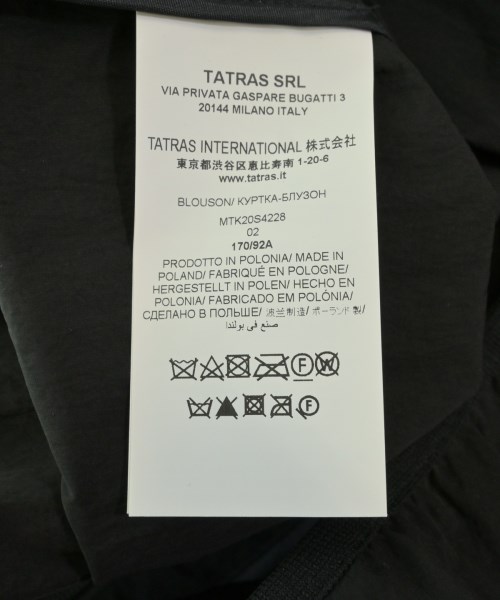 TATRAS SRL
VIA PRIVATA GASPARE BUGATTI 3
20144 MILANO ITALY
TATRAS INTERNATIONAL 株式会社
東京都渋谷区恵比寿南 1-20-6
www.tatras.it
BLOUSON/ КУРТКА-БЛУЗОН
MTK20S4228
02
170/92A
PRODOTTO IN POLONIA/ MADE IN
POLAND/ FABRIQUÉ EN POLOGNE/
HERGESTELLT IN POLEN/ HECHO EN
POLONIA/ FABRICADO EM POLÓNIA/
СДЕЛАНО В ПОЛЬШЕ/ 波兰制造/ ポーランド製/
صنع في بولندا
F W
F